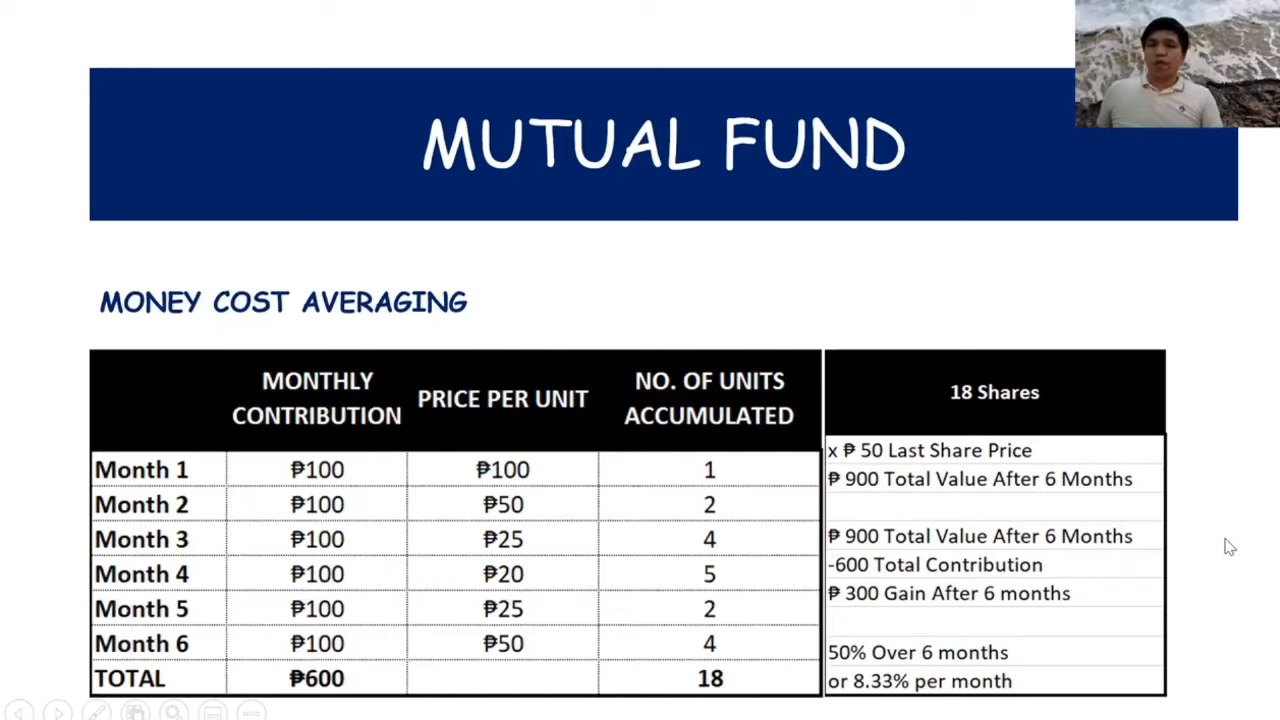 MUTUAL FUND
MONEY COST AVERAGING
MONTHLY CONTRIBUTION PRICE PER UNIT NO. OF UNITS ACCUMULATED
Month 1 ₱100 ₱100 1
Month 2 ₱100 ₱50 2
Month 3 ₱100 ₱25 4
Month 4 ₱100 ₱20 5
Month 5 ₱100 ₱25 2
Month 6 ₱100 ₱50 4
TOTAL ₱600 18
18 Shares
x ₱ 50 Last Share Price
₱ 900 Total Value After 6 Months
₱ 900 Total Value After 6 Months
-600 Total Contribution
₱ 300 Gain After 6 months
50% Over 6 months
or 8.33% per month